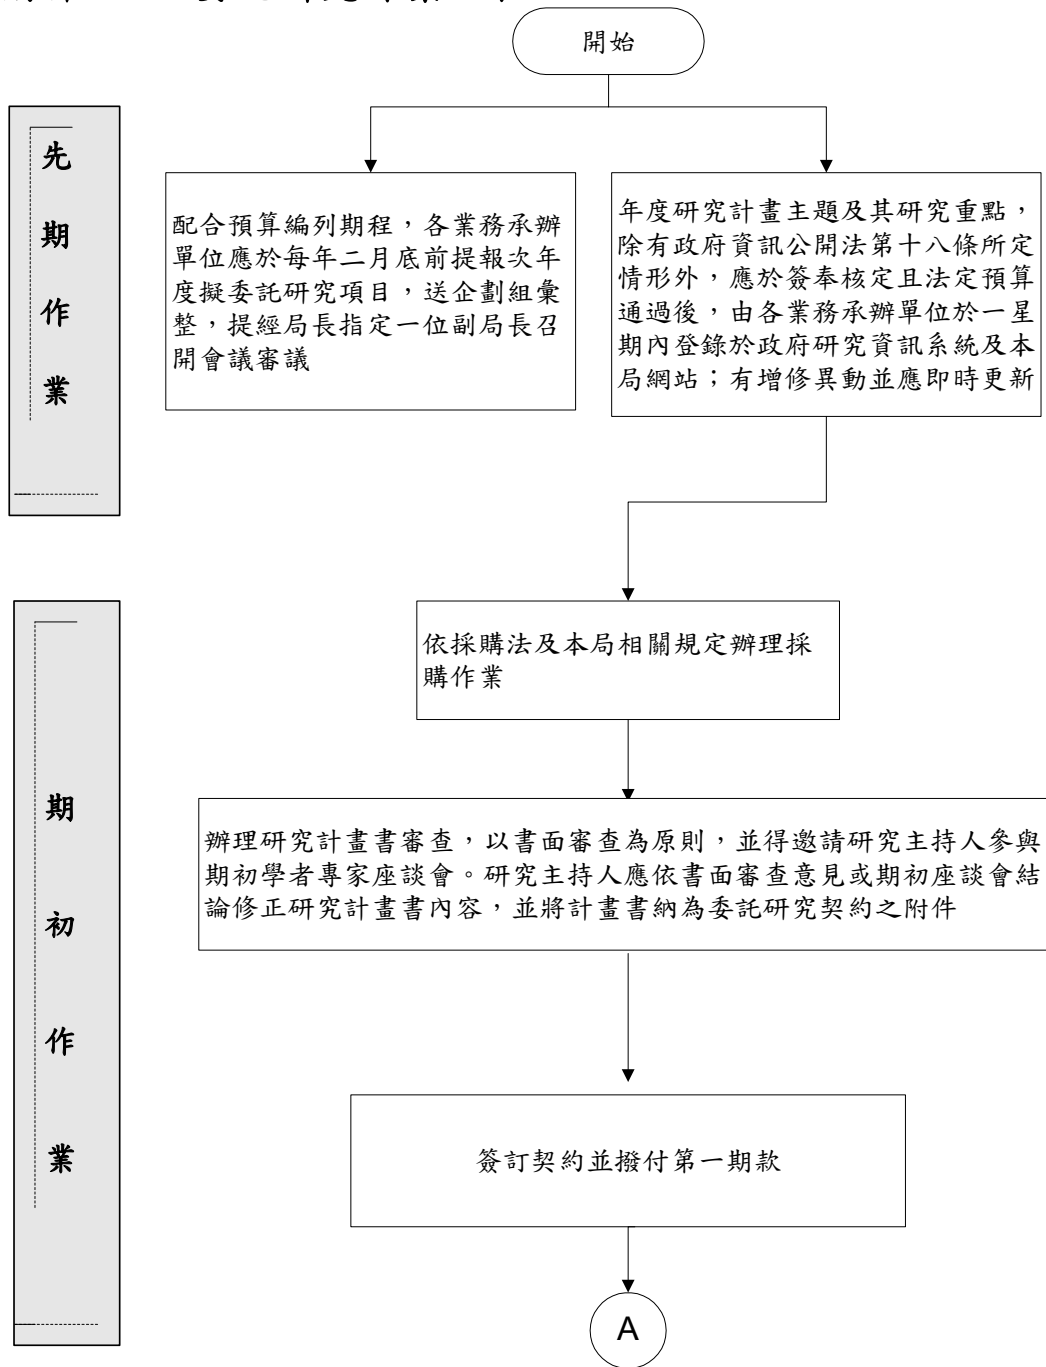 開始
先
期
作
業
配合預算編列期程，各業務承辦
單位應於每年二月底前提報次年
度擬委託研究項目，送企劃組彙
整，提經局長指定一位副局長召
開會議審議
年度研究計畫主題及其研究重點，
除有政府資訊公開法第十八條所定
情形外，應於簽奉核定且法定預算
通過後，由各業務承辦單位於一星
期內登錄於政府研究資訊系統及本
局網站；有增修異動並應即時更新
期
初
作
業
依採購法及本局相關規定辦理採
購作業
辦理研究計畫書審查，以書面審查為原則，並得邀請研究主持人參與
期初學者專家座談會。研究主持人應依書面審查意見或期初座談會結
論修正研究計畫書內容，並將計畫書納為委託研究契約之附件
簽訂契約並撥付第一期款
A